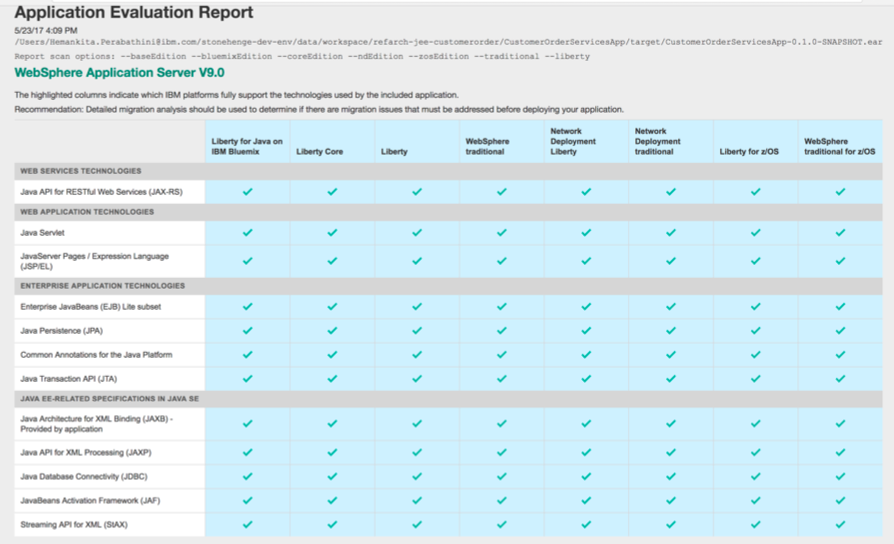 Application Evaluation Report
5/23/17 4:09 PM
/Users/Hemankita.Perabathini@ibm.com/stonehenge-dev-env/data/workspace/refarch-jee-customerorder/CustomerOrderServicesApp/target/CustomerOrderServicesApp-0.1.0-SNAPSHOT.ear
Report scan options: --baseEdition --bluemixEdition --coreEdition --ndEdition --zosEdition --traditional --liberty
WebSphere Application Server V9.0
The highlighted columns indicate which IBM platforms fully support the technologies used by the included application.
Recommendation: Detailed migration analysis should be used to determine if there are migration issues that must be addressed before deploying your application.
Liberty for Java on
IBM Bluemix
Liberty Core
Liberty
WebSphere
traditional
Network
Deployment
Liberty
Network
Deployment
traditional
Liberty for z/OS
WebSphere
traditional for z/OS
WEB SERVICES TECHNOLOGIES
Java API for RESTful Web Services (JAX-RS)
WEB APPLICATION TECHNOLOGIES
Java Servlet
JavaServer Pages / Expression Language
(JSP/EL)
ENTERPRISE APPLICATION TECHNOLOGIES
Enterprise JavaBeans (EJB) Lite subset
Java Persistence (JPA)
Common Annotations for the Java Platform
Java Transaction API (JTA)
JAVA EE-RELATED SPECIFICATIONS IN JAVA SE
Java Architecture for XML Binding (JAXB) -
Provided by application
Java API for XML Processing (JAXP)
Java Database Connectivity (JDBC)
JavaBeans Activation Framework (JAF)
Streaming API for XML (StAX)